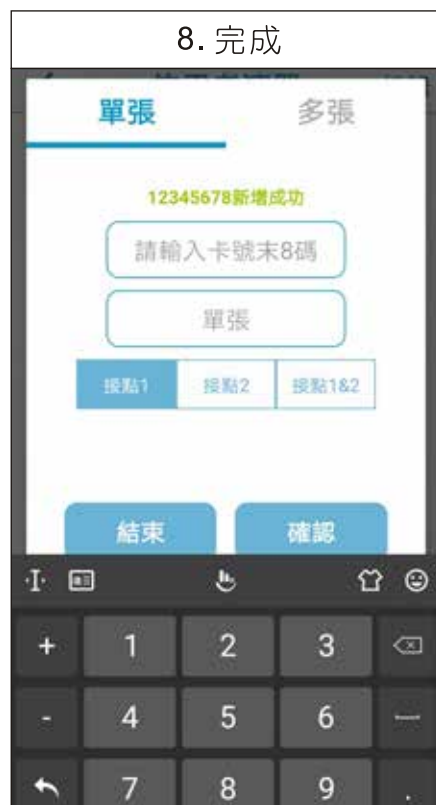 8. 完成
單張 多張
12345678新增成功
請輸入卡號末8碼
單張
接點1 接點2 接點1&2
結束 確認
+ 1 2 3
- 4 5 6
7 8 9 .